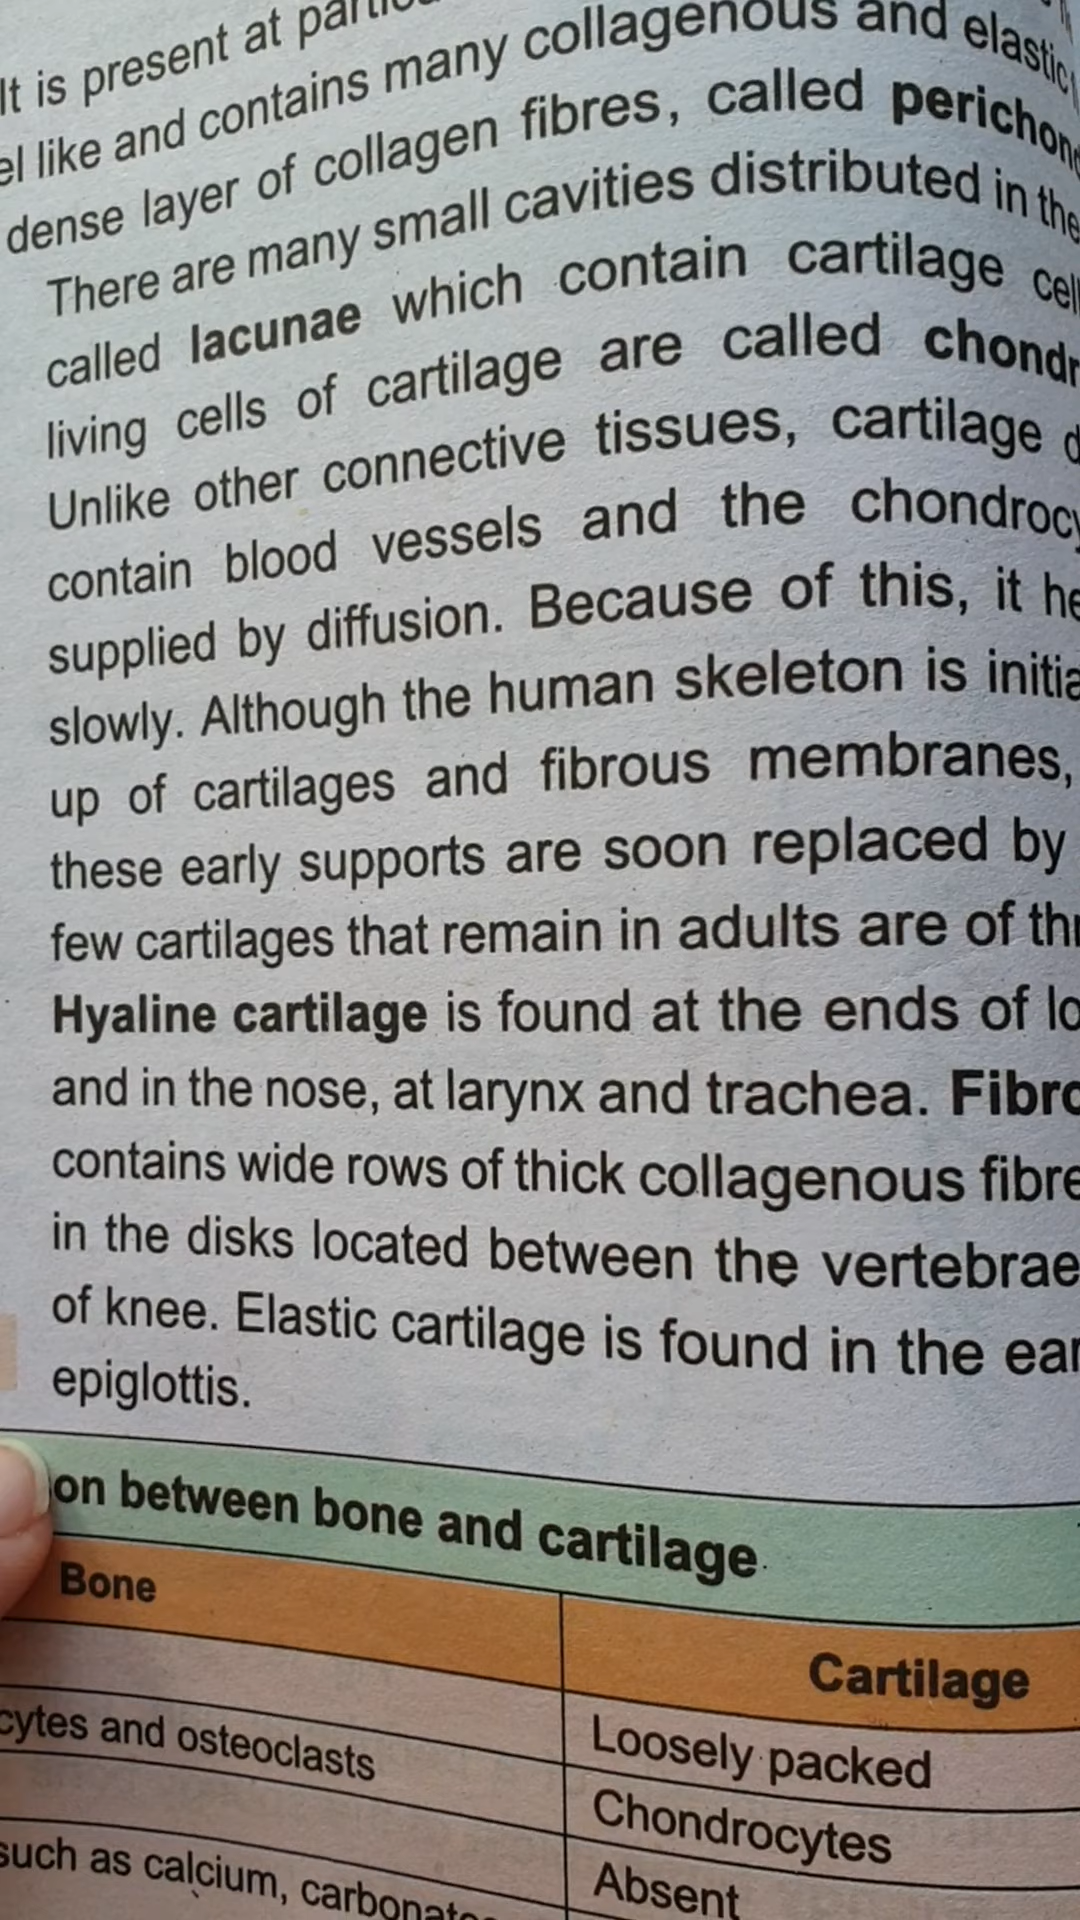 It is present at
el like and contains many collagenous and elastic
dense layer of collagen fibres, called
There are many small cavities distributed in the
called lacunae which contain cartilage
living cells of cartilage are called
Unlike other connective tissues, cartilage
contain blood vessels and the
supplied by diffusion. Because of this, it
slowly. Although the human skeleton is
up of cartilages and fibrous membranes,
these early supports are soon replaced by
few cartilages that remain in adults are of
Hyaline cartilage is found at the ends of
and in the nose, at larynx and trachea.
contains wide rows of thick collagenous
in the disks located between the vertebrae
of knee. Elastic cartilage is found in the
epiglottis.
on between bone and cartilage.
Bone
Cartilage
Loosely packed
cytes and osteoclasts
Chondrocytes
such as calcium,
Absent